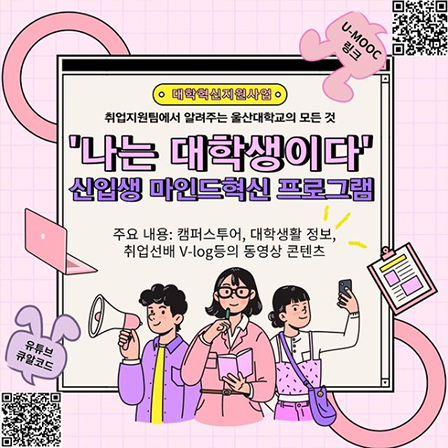 U-MOOC
링크
대학혁신지원사업
취업지원팀에서 알려주는 울산대학교의 모든 것
'나는 대학생이다'
신입생 마인드혁신 프로그램
주요 내용: 캠퍼스투어, 대학생활 정보,
취업선배 V-log등의 동영상 콘텐츠
유튜브
큐알코드